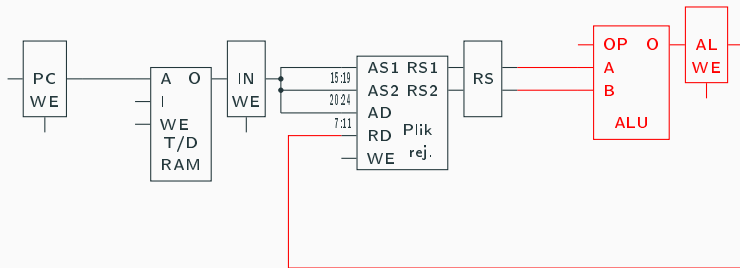 PC
WE
A O
I
WE
T/D
RAM
IN
WE
15:19
20:24
7:11
AS1 RS1
AS2 RS2
AD
RD
WE
Plik
rej.
RS
OP O
A
B
ALU
AL
WE